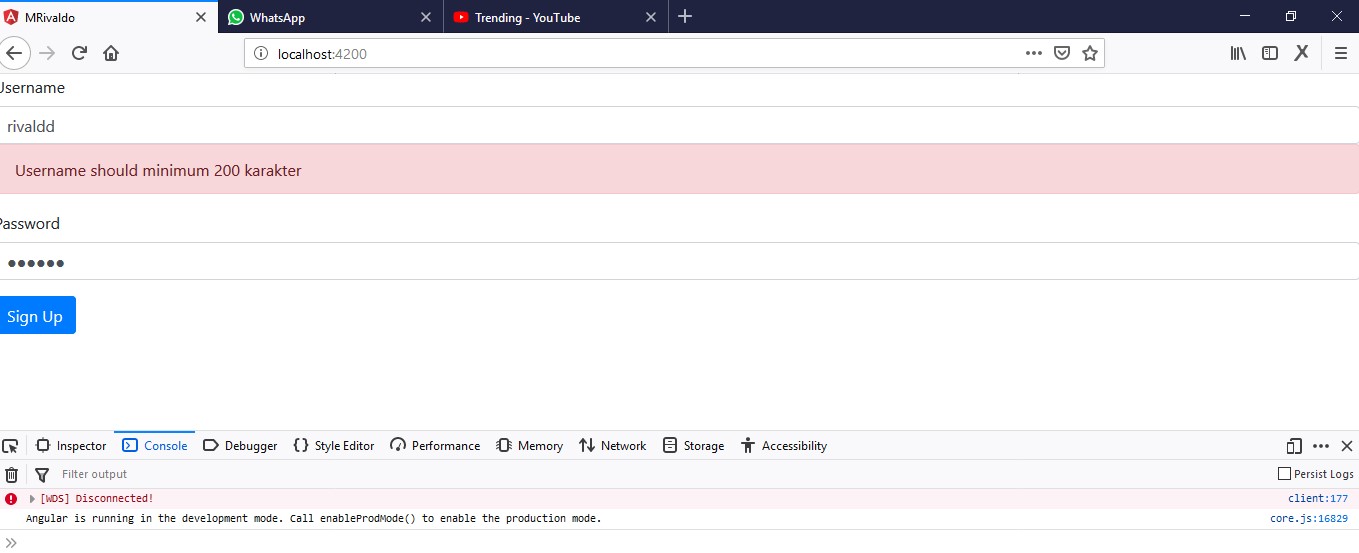 MRivaldo
WhatsApp
Trending - YouTube
localhost:4200
Username
rivaldd
Username should minimum 200 karakter
Password
Sign Up
Inspector Console Debugger Style Editor Performance Memory Network Storage Accessibility
Filter output Persist Logs
[WDS] Disconnected! client:177
Angular is running in the development mode. Call enableProdMode() to enable the production mode. core.js:16829